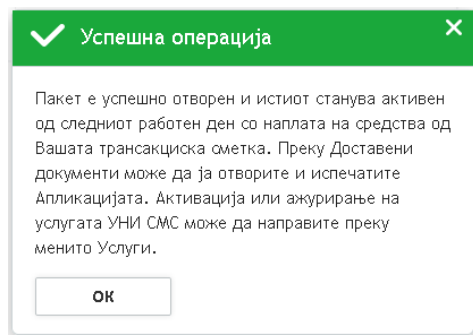 Успешна операција
Пакет е успешно отворен и истиот станува активен
од следниот работен ден со наплата на средства од
Вашата трансакциска сметка. Преку Доставени
документи може да ја отворите и испечатите
Апликацијата. Активација или ажурирање на
услугата УНИ СМС може да направите преку
менито Услуги.
ОК